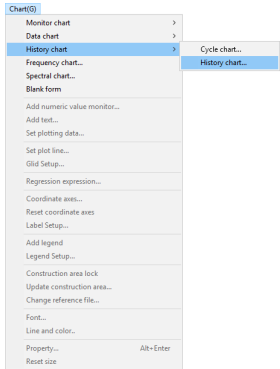 Chart(G)
Monitor chart >
Data chart >
History chart >
Cycle chart...
History chart...
Frequency chart...
Spectral chart...
Blank form
Add numeric value monitor...
Add text...
Set plotting data...
Set plot line...
Glid Setup...
Regression expression...
Coordinate axes...
Reset coordinate axes
Label Setup...
Add legend
Legend Setup...
Construction area lock
Update construction area...
Change reference file...
Font...
Line and color..
Property... Alt+Enter
Reset size